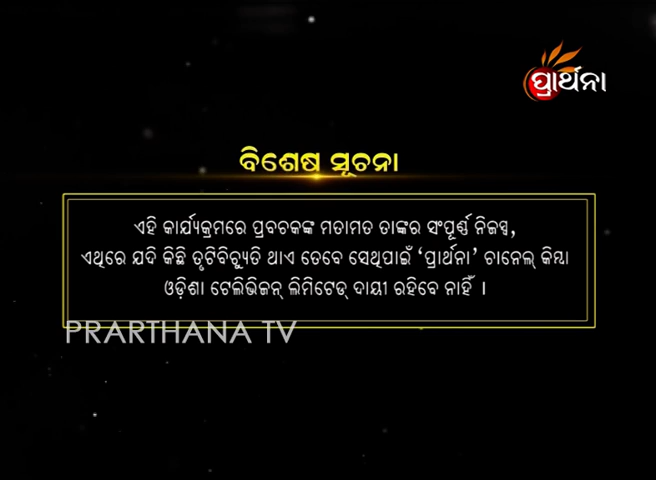 ପ୍ରାର୍ଥନା
ବିଶେଷ ସୂଚନା
ଏହି କାର୍ଯ୍ୟକ୍ରମରେ ପ୍ରବଚକଙ୍କ ମତାମତ ତାଙ୍କର ସଂପୂର୍ଣ୍ଣ ନିଜସ୍ୱ,
ଏଥିରେ ଯଦି କିଛି ତୃଟିବିଚ୍ୟୁତି ଥାଏ ତେବେ ସେଥିପାଇଁ ‘ପ୍ରାର୍ଥନା’ ଚାନେଲ୍ କିମ୍ୱା
ଓଡ଼ିଶା ଟେଲିଭିଜନ୍ ଲିମିଟେଡ୍ ଦାୟୀ ରହିବେ ନାହିଁ ।
PRARTHANA TV